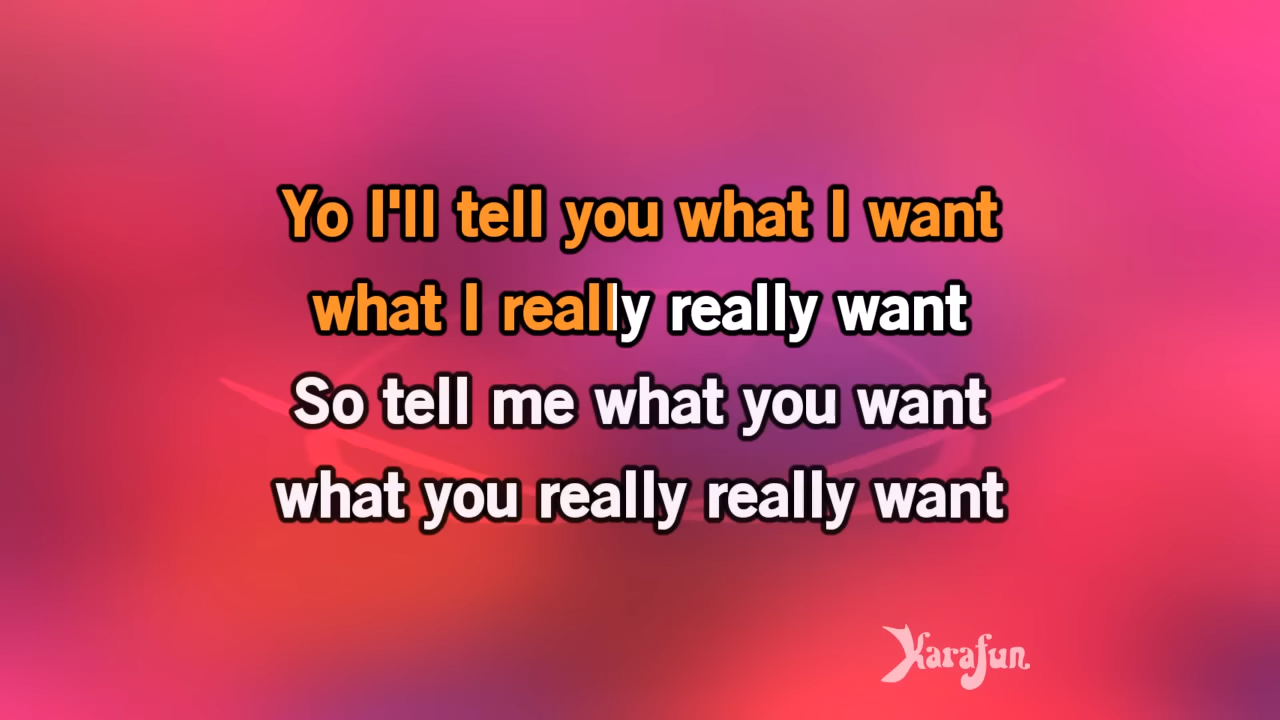 Yo I'll tell you what I want
what I really really want
So tell me what you want
what you really really want
Karafun